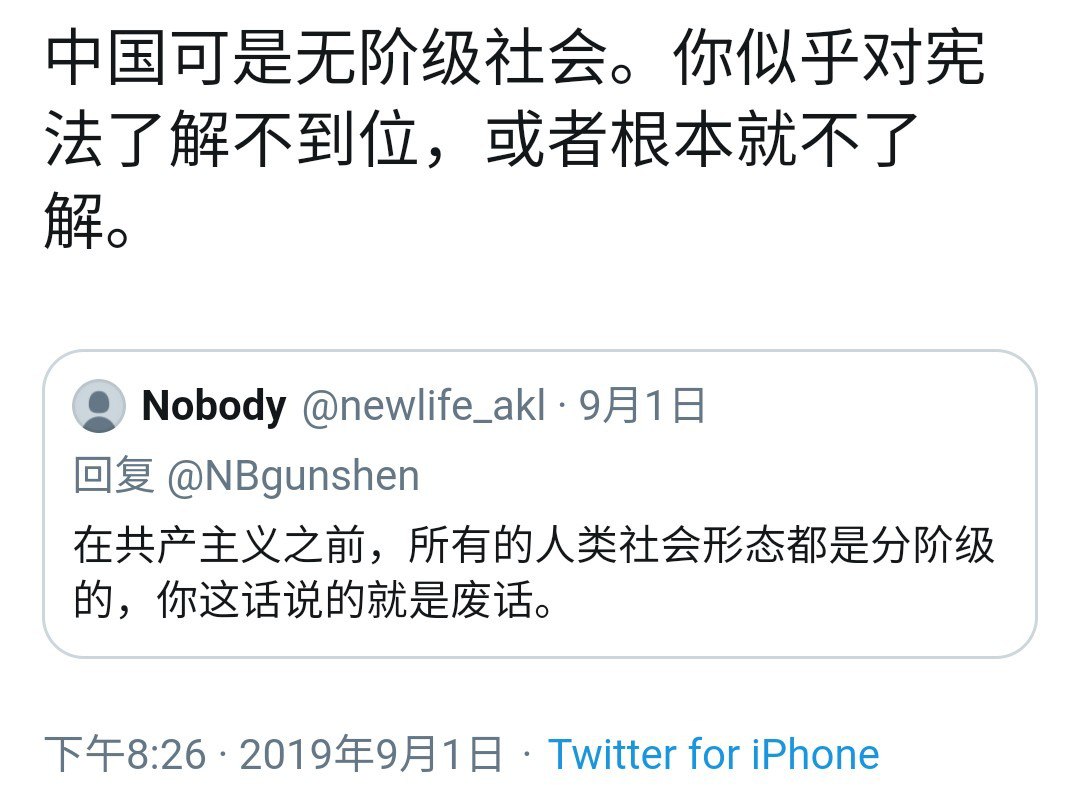 中国可是无阶级社会。你似乎对宪
法了解不到位，或者根本就不了
解。
Nobody @newlife_akl · 9月1日
回复 @NBgunshen
在共产主义之前，所有的人类社会形态都是分阶级
的，你这话说的就是废话。
下午8:26 · 2019年9月1日 · Twitter for iPhone